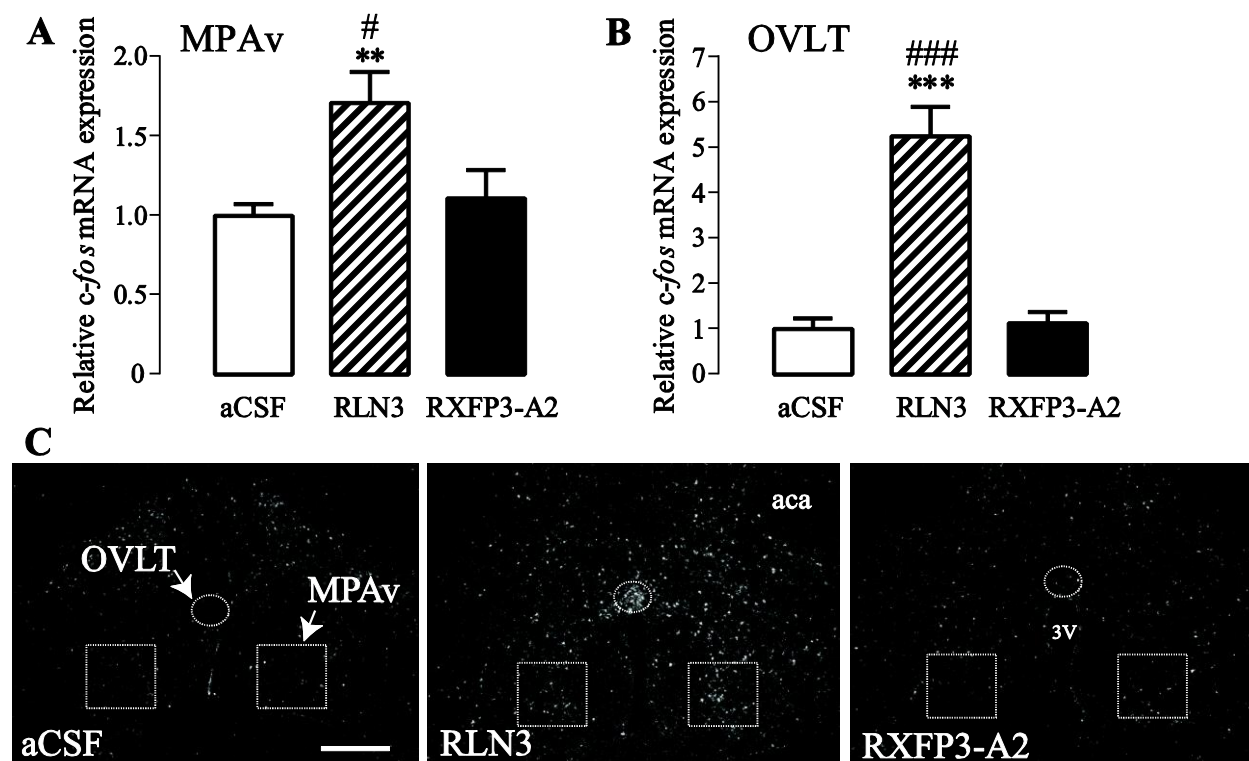 A
MPAv
#
**
Relative c-fos mRNA expression
2.0
1.5
1.0
0.5
0
aCSF RLN3 RXFP3-A2
B
OVLT
###
***
Relative c-fos mRNA expression
7
6
5
4
3
2
1
0
aCSF RLN3 RXFP3-A2
C
OVLT
MPAv
aCSF
aca
RLN3
3V
RXFP3-A2